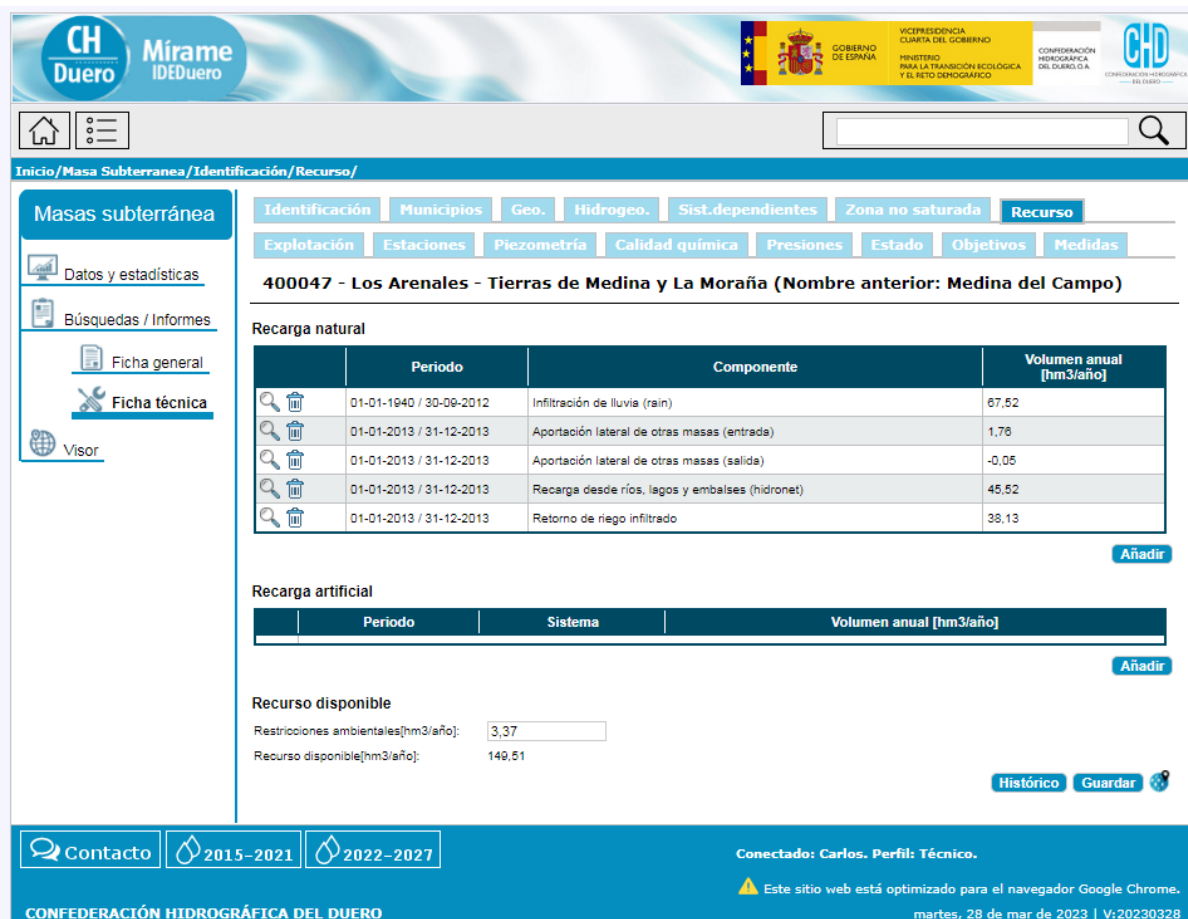 CH
Duero
Mírame
IDEDuero
GOBIERNO
DE ESPAÑA
VICEPRESIDENCIA
CUARTA DEL GOBIERNO
MINISTERIO
PARA LA TRANSICIÓN ECOLÓGICA
Y EL RETO DEMOGRÁFICO
CONFEDERACIÓN
HIDROGRÁFICA
DEL DUERO, O.A.
CHD
CONFEDERACIÓN HIDROGRÁFICA
DEL DUERO
Inicio/Masa Subterranea/Identificación/Recurso/
Masas subterránea
Datos y estadísticas
Búsquedas / Informes
Ficha general
Ficha técnica
Visor
Identificación Municipios Geo. Hidrogeo. Sist.dependientes Zona no saturada Recurso
Explotación Estaciones Piezometría Calidad química Presiones Estado Objetivos Medidas
400047 - Los Arenales - Tierras de Medina y La Moraña (Nombre anterior: Medina del Campo)
Recarga natural
Periodo Componente Volumen anual [hm3/año]
01-01-1940 / 30-09-2012 Infiltración de lluvia (rain) 67,52
01-01-2013 / 31-12-2013 Aportación lateral de otras masas (entrada) 1,76
01-01-2013 / 31-12-2013 Aportación lateral de otras masas (salida) -0,05
01-01-2013 / 31-12-2013 Recarga desde ríos, lagos y embalses (hidronet) 45,52
01-01-2013 / 31-12-2013 Retorno de riego infiltrado 38,13
Añadir
Recarga artificial
Periodo Sistema Volumen anual [hm3/año]
Añadir
Recurso disponible
Restricciones ambientales[hm3/año]: 3,37
Recurso disponible[hm3/año]: 149,51
Histórico Guardar
Contacto 2015-2021 2022-2027
Conectado: Carlos. Perfil: Técnico.
Este sitio web está optimizado para el navegador Google Chrome.
CONFEDERACIÓN HIDROGRÁFICA DEL DUERO
martes, 28 de mar de 2023 | V:20230328